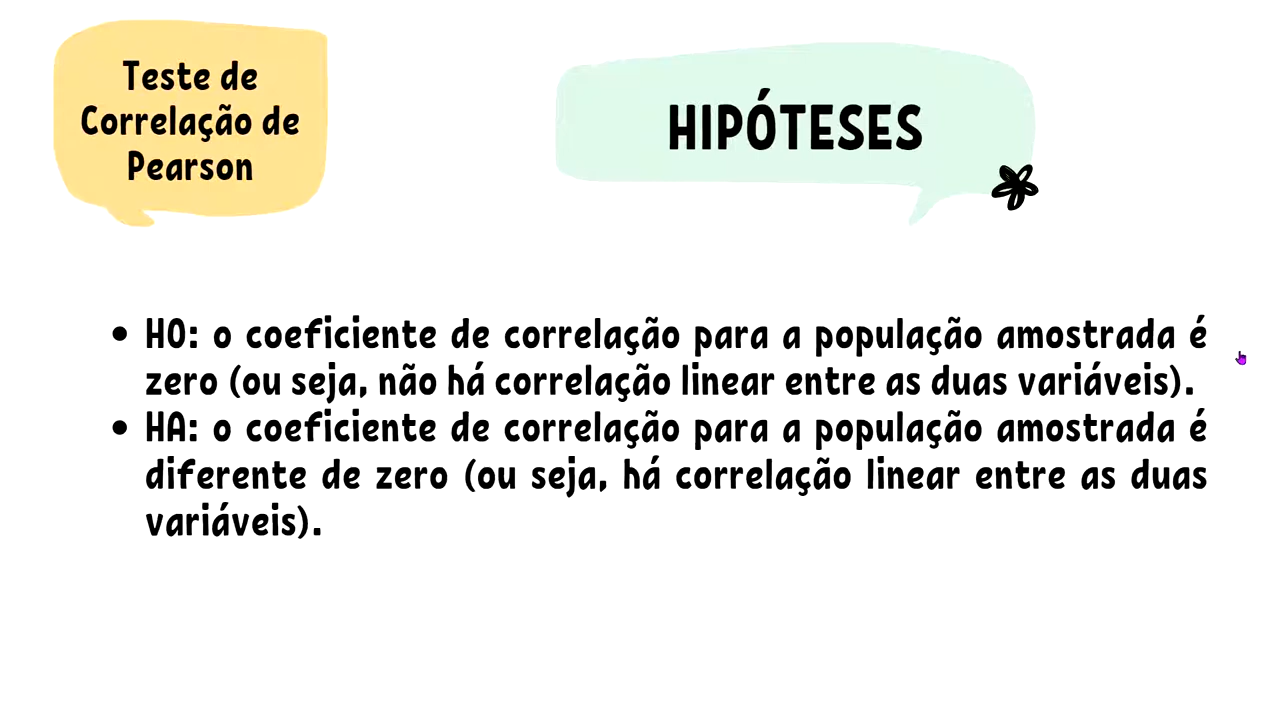 Teste de
Correlação de
Pearson
HIPÓTESES
• H0: o coeficiente de correlação para a população amostrada é
zero (ou seja, não há correlação linear entre as duas variáveis).
• HA: o coeficiente de correlação para a população amostrada é
diferente de zero (ou seja, há correlação linear entre as duas
variáveis).